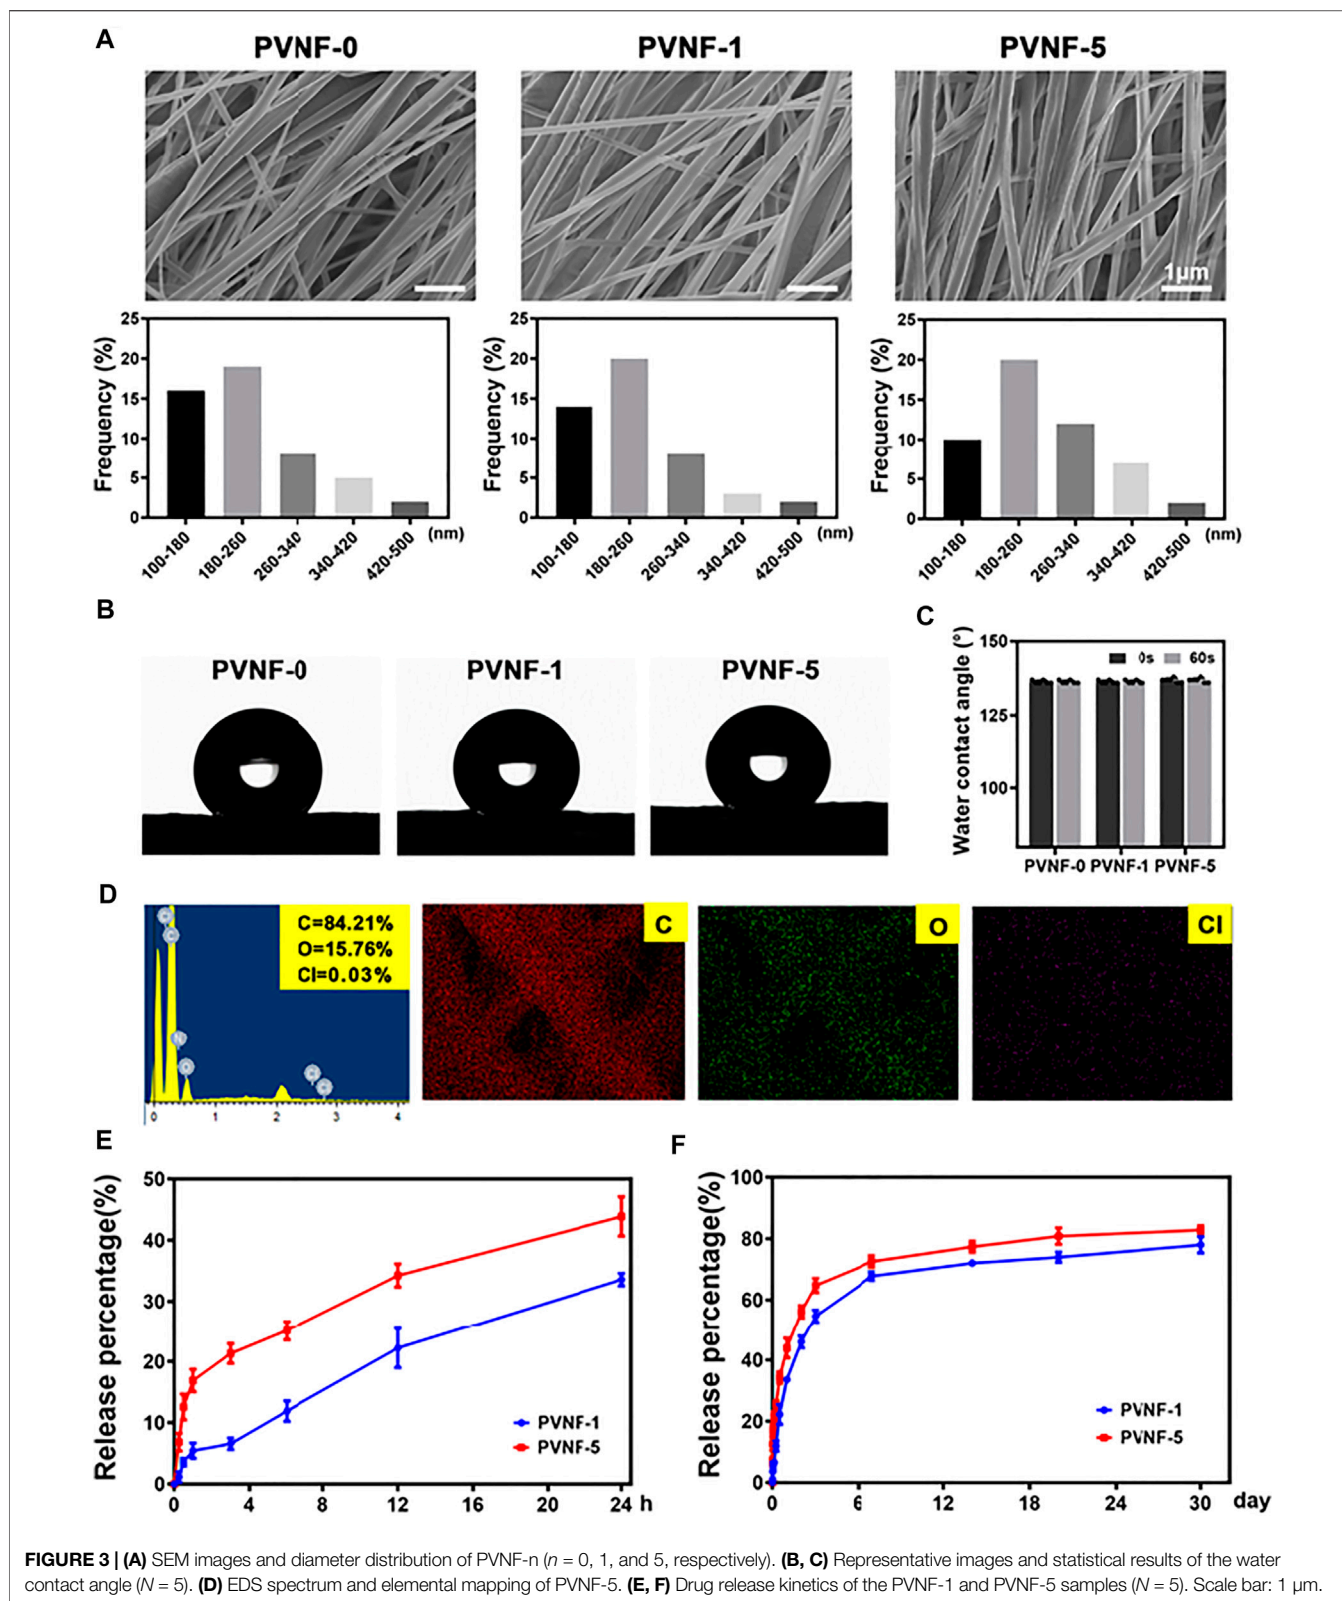 A
PVNF-0
PVNF-1
PVNF-5
1μm
Frequency (%)
25
20
15
10
5
0
100-180
180-260
260-340
340-420
420-500
(nm)
Frequency (%)
25
20
15
10
5
0
100-180
180-260
260-340
340-420
420-500
(nm)
Frequency (%)
25
20
15
10
5
0
100-180
180-260
260-340
340-420
420-500
(nm)
B
PVNF-0
PVNF-1
PVNF-5
C
Water contact angle (°)
150
125
100
0s
60s
PVNF-0 PVNF-1 PVNF-5
D
C=84.21%
O=15.76%
Cl=0.03%
0 1 2 3 4
C
O
Cl
E
Release percentage(%)
50
40
30
20
10
0
PVNF-1
PVNF-5
0 4 8 12 16 20 24 h
F
Release percentage(%)
100
80
60
40
20
0
PVNF-1
PVNF-5
0 6 12 18 24 30 day
FIGURE 3 | (A) SEM images and diameter distribution of PVNF-n (n = 0, 1, and 5, respectively). (B, C) Representative images and statistical results of the water
contact angle (N = 5). (D) EDS spectrum and elemental mapping of PVNF-5. (E, F) Drug release kinetics of the PVNF-1 and PVNF-5 samples (N = 5). Scale bar: 1 μm.